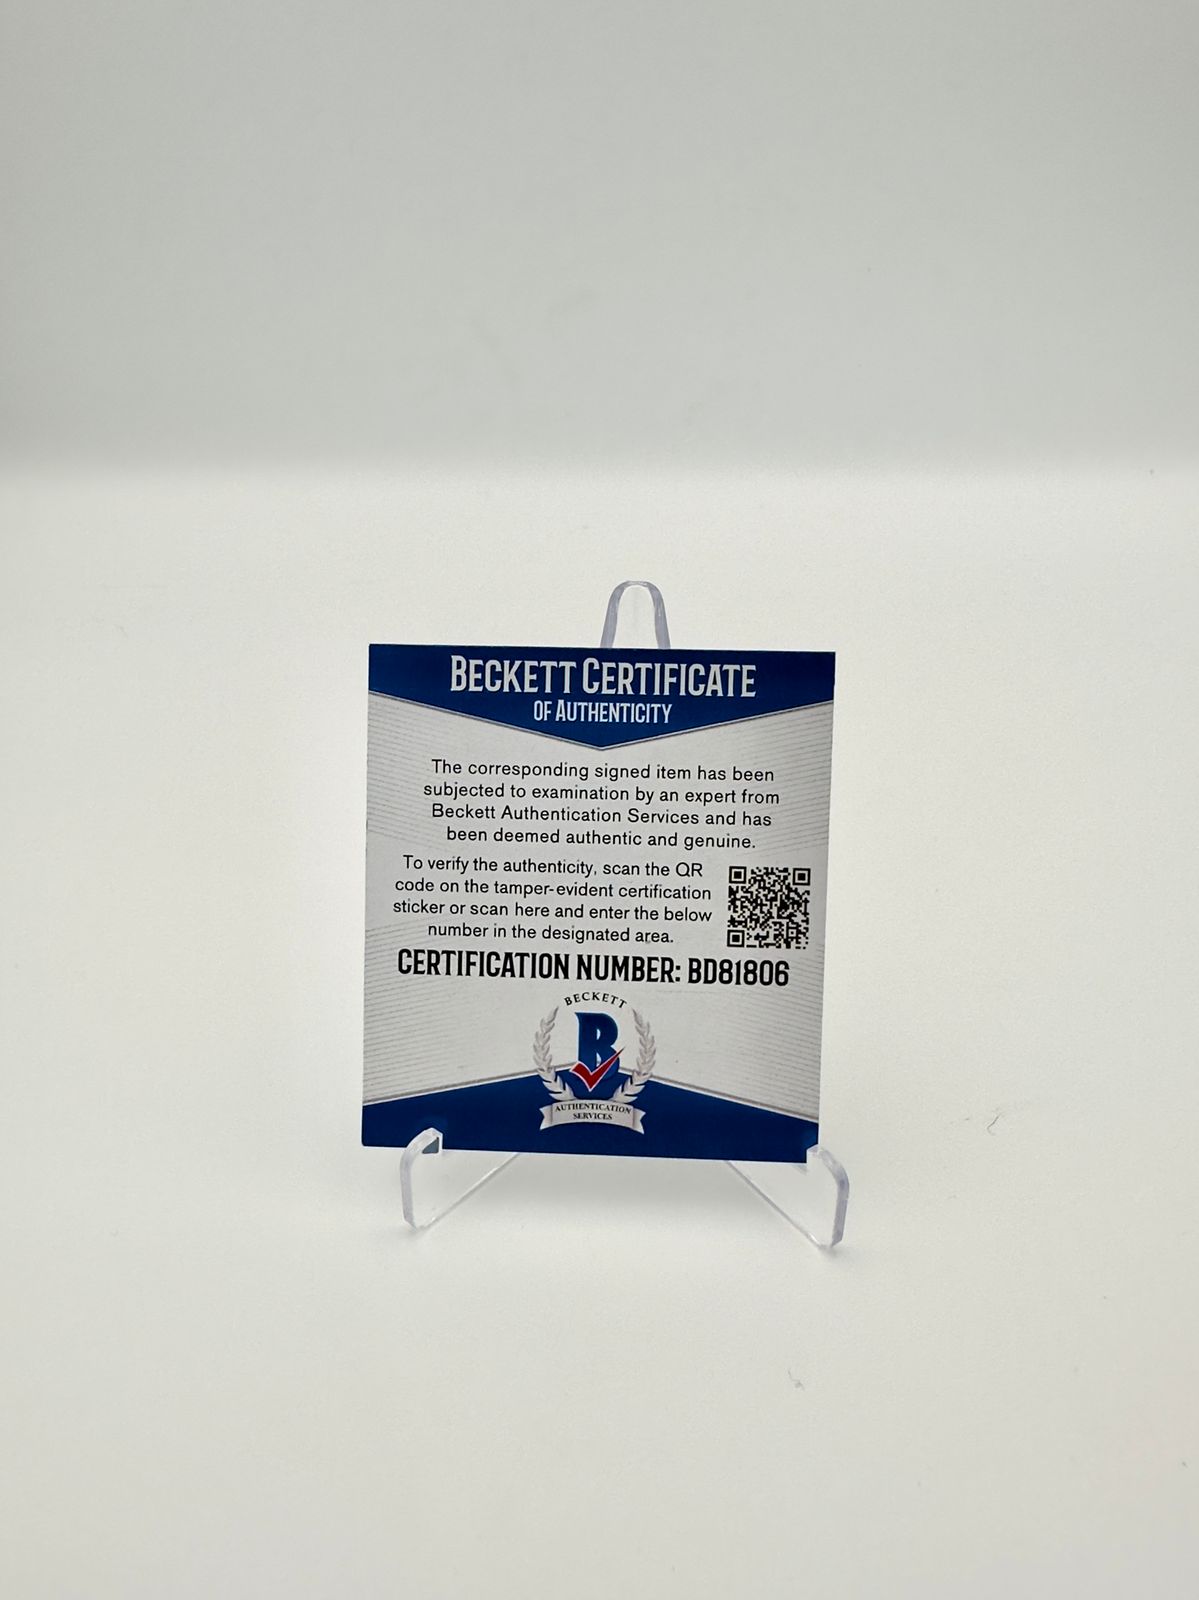 BECKETT CERTIFICATE
OF AUTHENTICITY
The corresponding signed item has been
subjected to examination by an expert from
Beckett Authentication Services and has
been deemed authentic and genuine.
To verify the authenticity, scan the QR
code on the tamper-evident certification
sticker or scan here and enter the below
number in the designated area.
CERTIFICATION NUMBER: BD81806
BECKETT
B
AUTHENTICATION
SERVICES